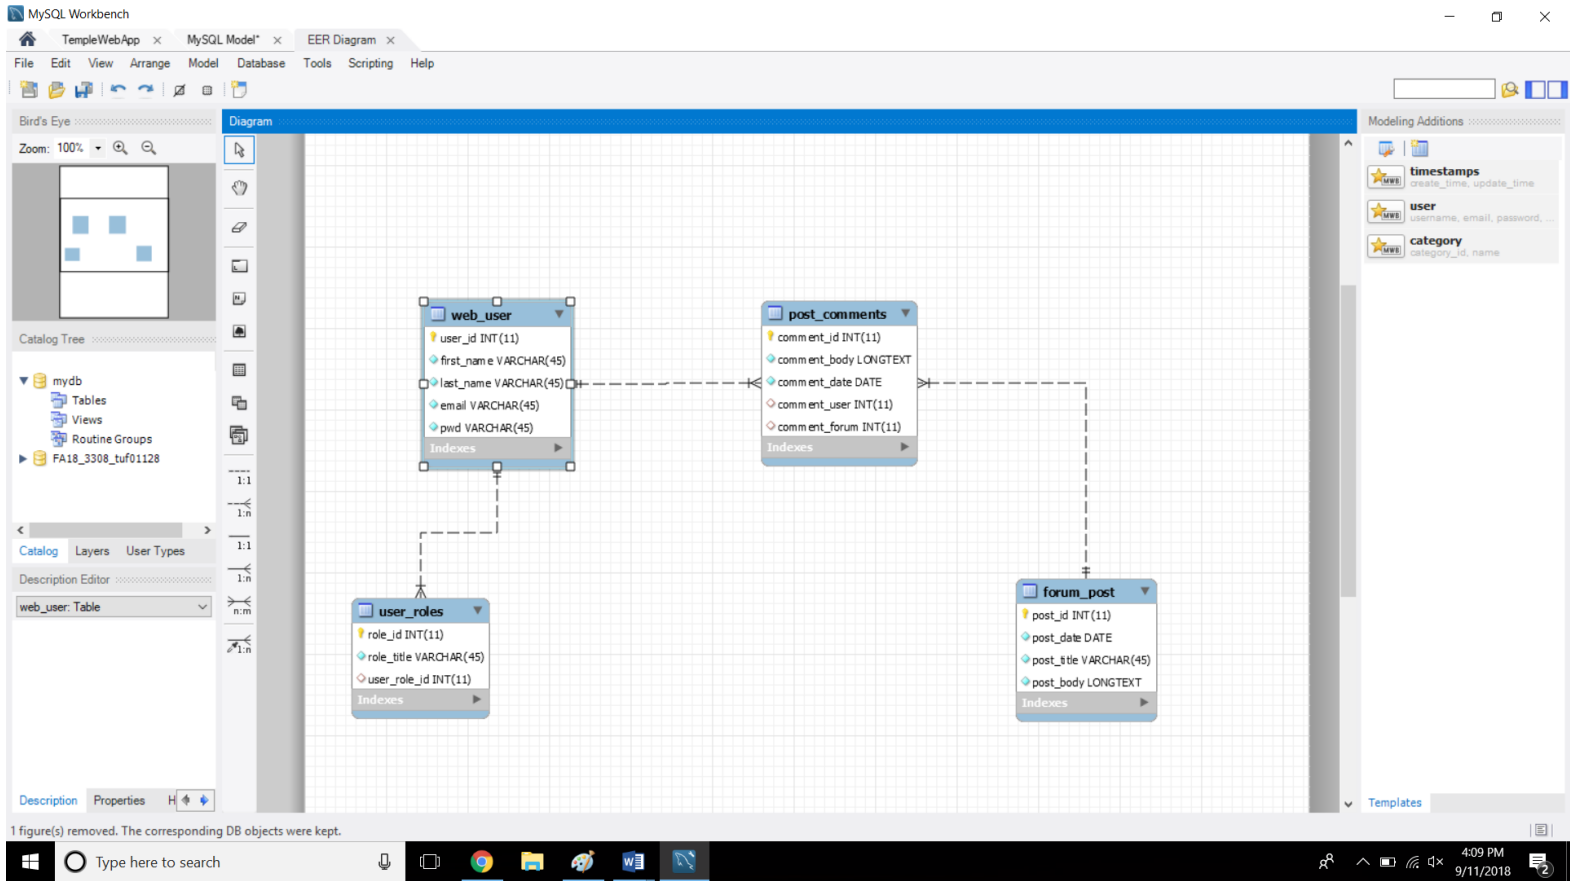 MySQL Workbench
TempleWebApp × MySQL Model* × EER Diagram ×
File Edit View Arrange Model Database Tools Scripting Help
Bird's Eye
Diagram
Modeling Additions
Zoom: 100%
timestamps
create_time, update_time
user
username, email, password, ...
category
category_id, name
Catalog Tree
mydb
Tables
Views
Routine Groups
FA18_3308_tuf01128
Catalog Layers User Types
Description Editor
web_user: Table
Description Properties H
1:1
1:n
1:1
1:n
n:m
1:n
web_user
user_id INT(11)
first_name VARCHAR(45)
last_name VARCHAR(45)
email VARCHAR(45)
pwd VARCHAR(45)
Indexes
post_comments
comment_id INT(11)
comment_body LONGTEXT
comment_date DATE
comment_user INT(11)
comment_forum INT(11)
Indexes
user_roles
role_id INT(11)
role_title VARCHAR(45)
user_role_id INT(11)
Indexes
forum_post
post_id INT(11)
post_date DATE
post_title VARCHAR(45)
post_body LONGTEXT
Indexes
Templates
1 figure(s) removed. The corresponding DB objects were kept.
Type here to search
4:09 PM
9/11/2018
2